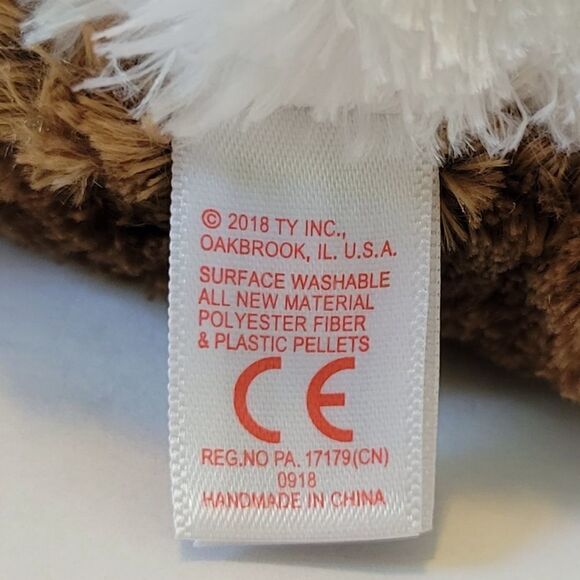 © 2018 TY INC.,
OAKBROOK, IL. U.S.A.
SURFACE WASHABLE
ALL NEW MATERIAL
POLYESTER FIBER
& PLASTIC PELLETS
CE
REG.NO PA. 17179(CN)
0918
HANDMADE IN CHINA